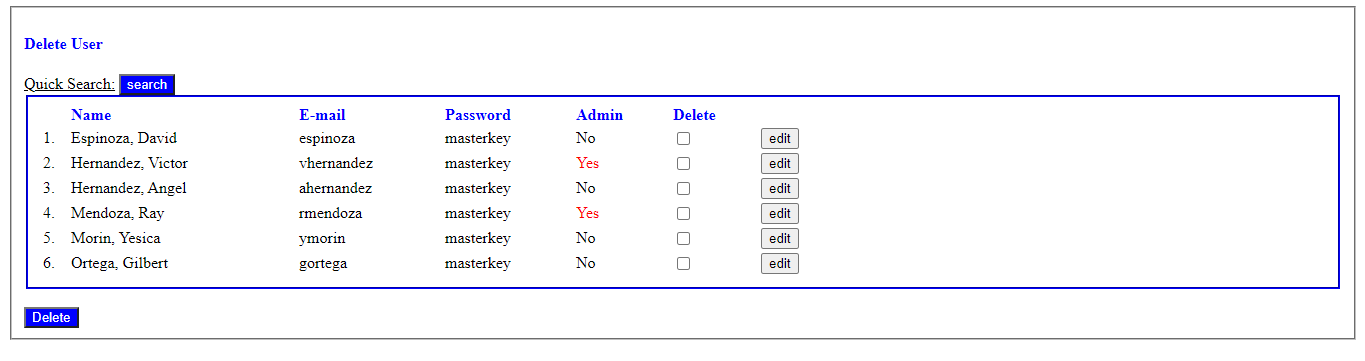 Delete User
Quick Search: search
Name E-mail Password Admin Delete
1. Espinoza, David espinoza masterkey No edit
2. Hernandez, Victor vhernandez masterkey Yes edit
3. Hernandez, Angel ahernandez masterkey No edit
4. Mendoza, Ray rmendoza masterkey Yes edit
5. Morin, Yesica ymorin masterkey No edit
6. Ortega, Gilbert gortega masterkey No edit
Delete